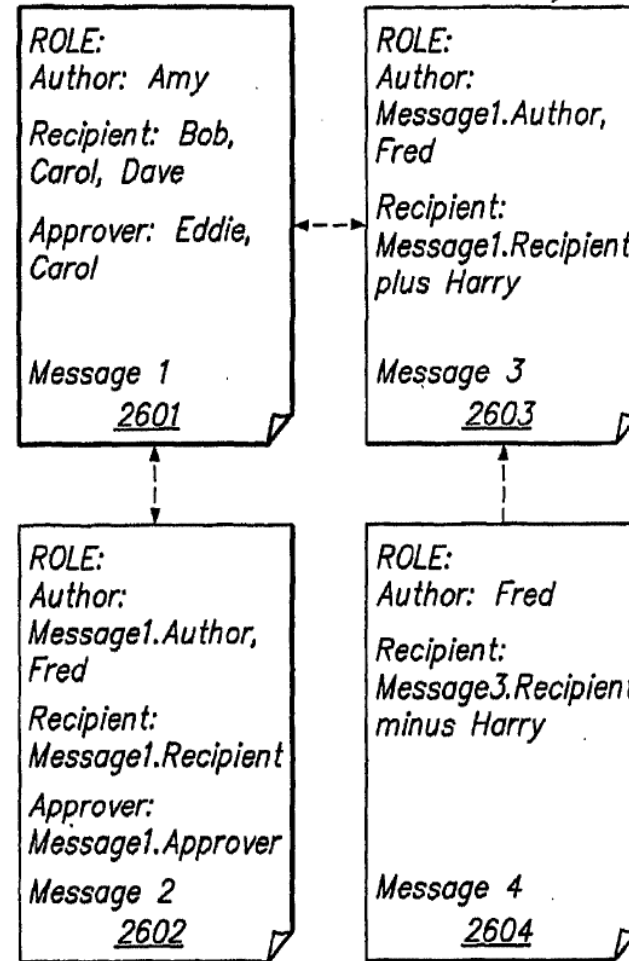 ROLE:
Author: Amy
Recipient: Bob,
Carol, Dave
Approver: Eddie,
Carol
Message 1
2601
ROLE:
Author:
Message1.Author,
Fred
Recipient:
Message1.Recipient
plus Harry
Message 3
2603
ROLE:
Author:
Message1.Author,
Fred
Recipient:
Message1.Recipient
Approver:
Message1.Approver
Message 2
2602
ROLE:
Author: Fred
Recipient:
Message3.Recipient
minus Harry
Message 4
2604